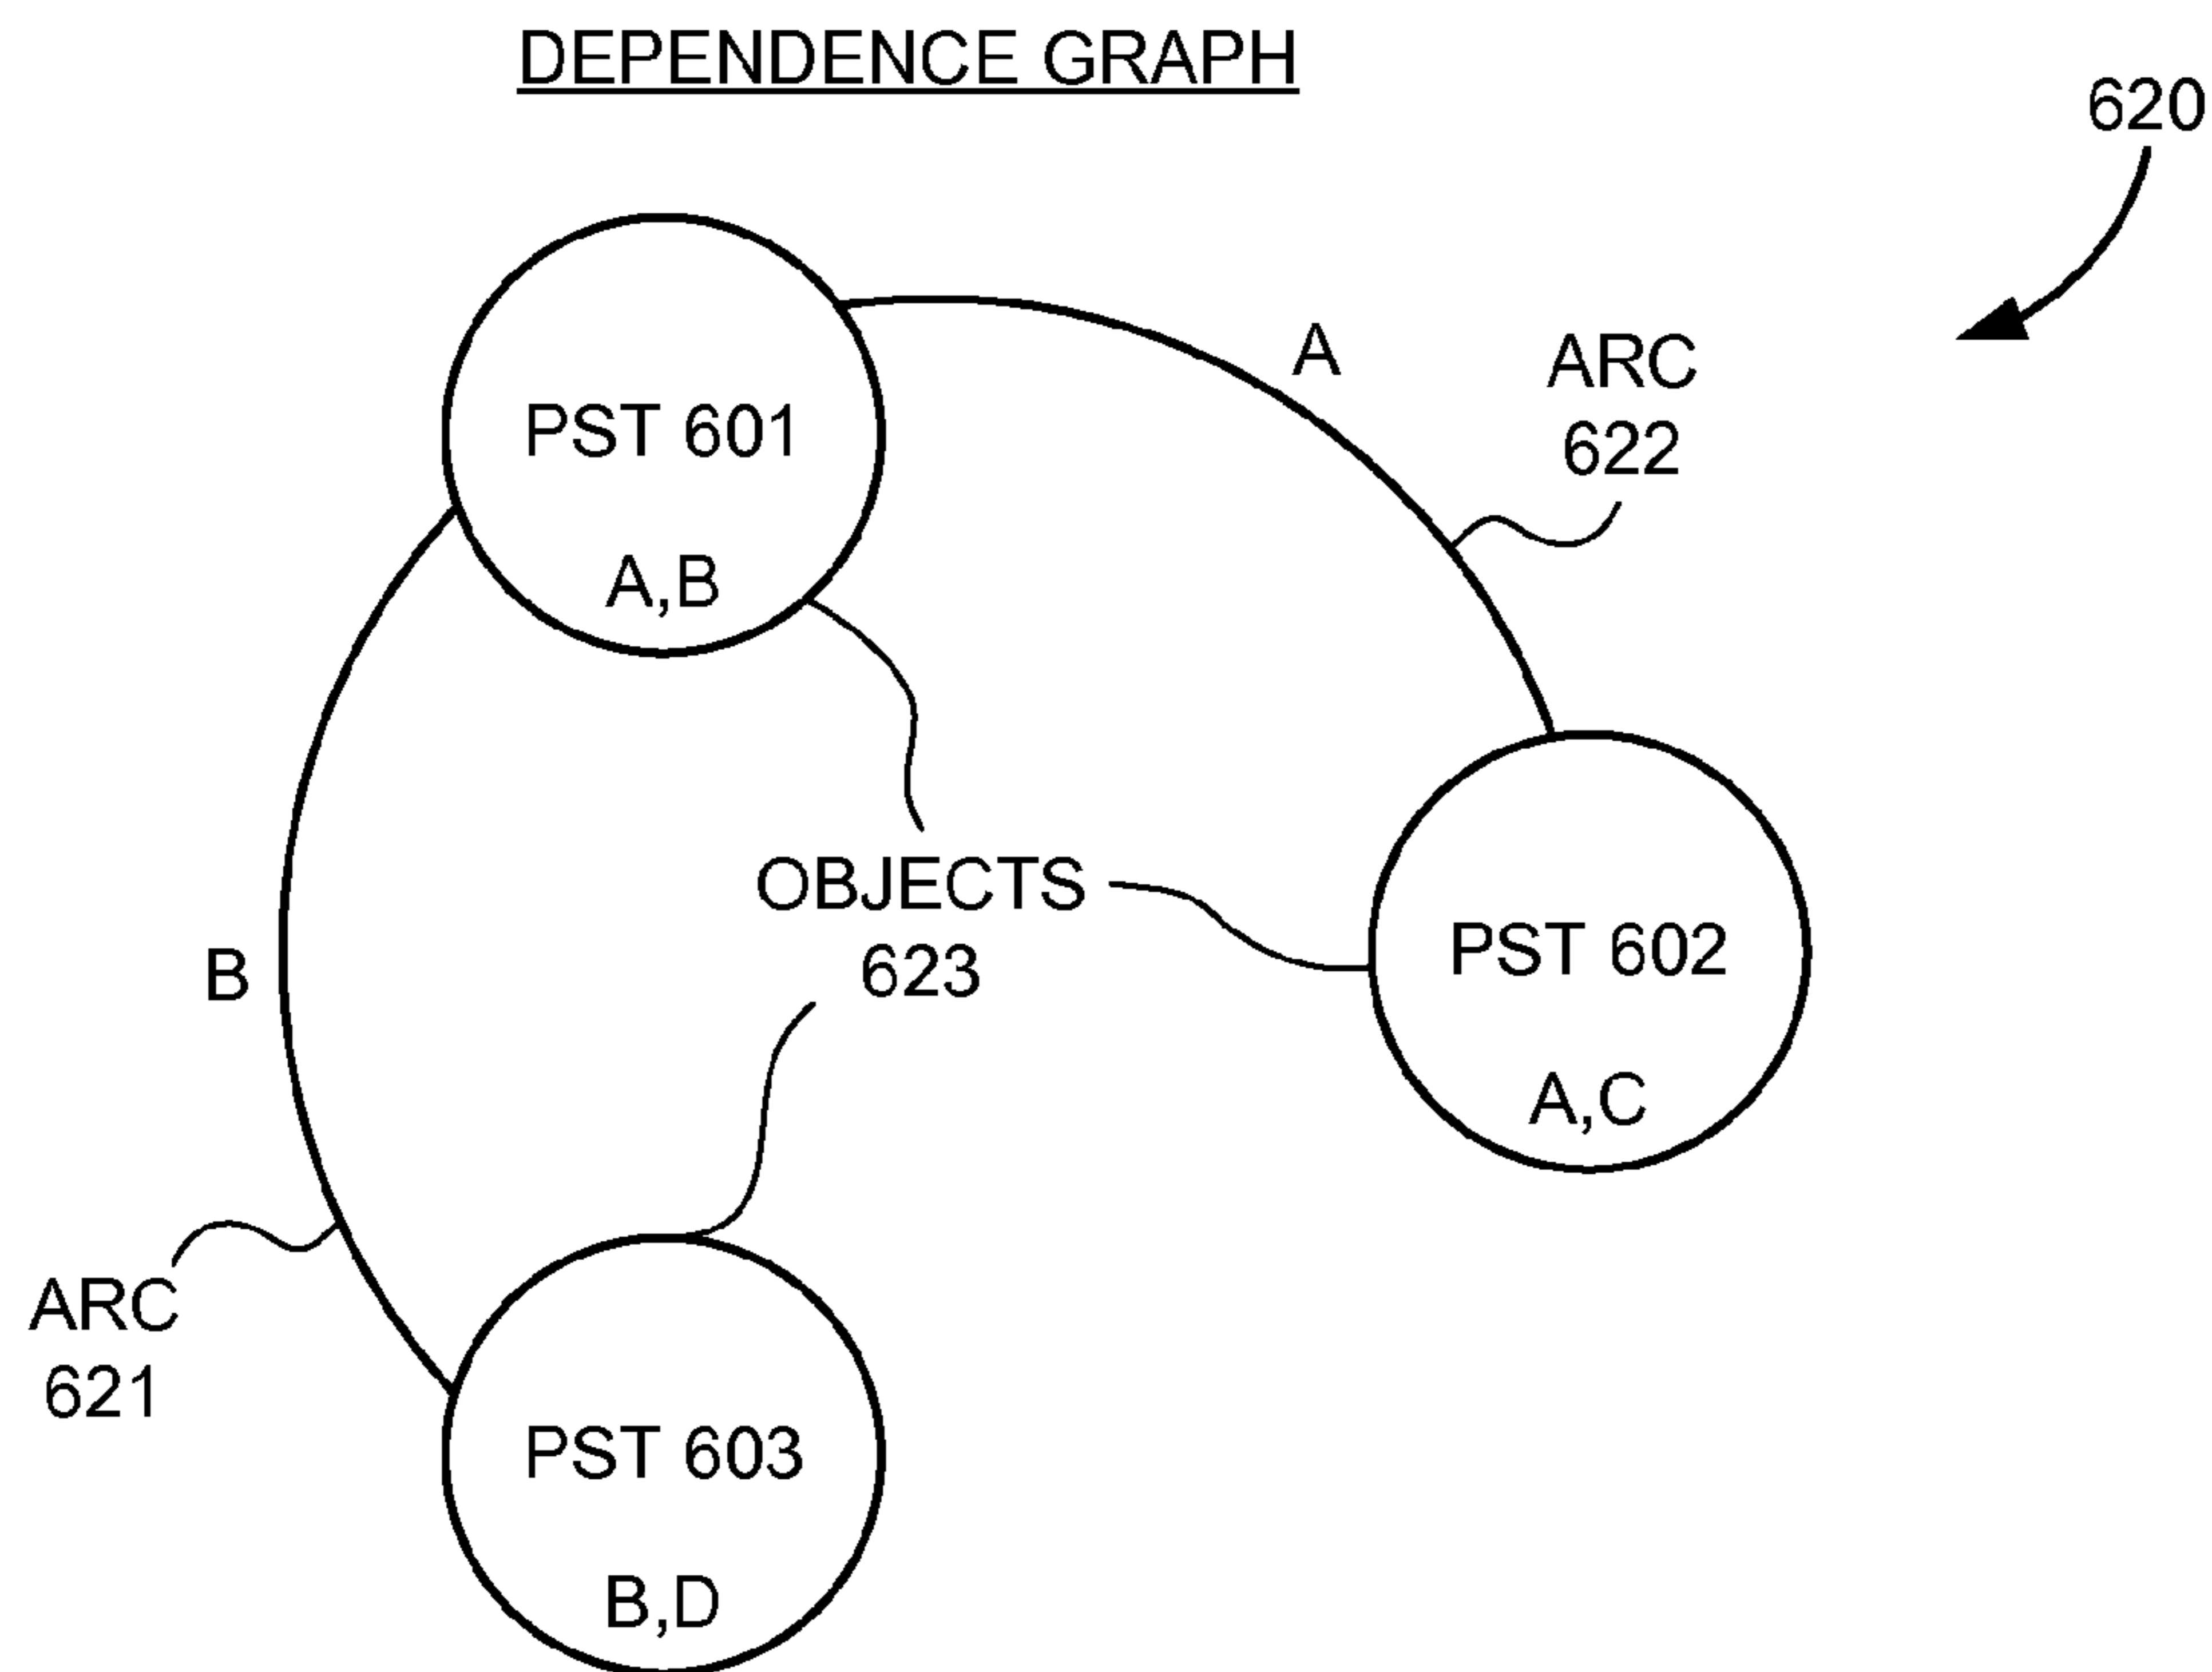 DEPENDENCE GRAPH
620
A
ARC
622
PST 601
A,B
OBJECTS
623
PST 602
A,C
B
ARC
621
PST 603
B,D